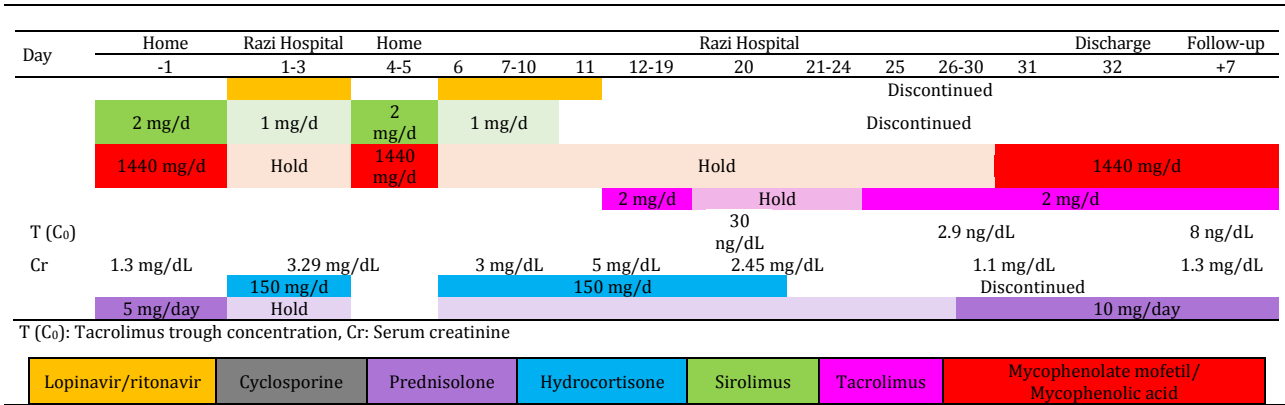 Day Home Razi Hospital Home Razi Hospital Discharge Follow-up
-1 1-3 4-5 6 7-10 11 12-19 20 21-24 25 26-30 31 32 +7
Discontinued
2 mg/d 1 mg/d 2 mg/d 1 mg/d Discontinued
1440 mg/d Hold 1440 mg/d Hold 1440 mg/d
2 mg/d Hold 2 mg/d
T (C₀) 30 ng/dL 2.9 ng/dL 8 ng/dL
Cr 1.3 mg/dL 3.29 mg/dL 3 mg/dL 5 mg/dL 2.45 mg/dL 1.1 mg/dL 1.3 mg/dL
150 mg/d 150 mg/d Discontinued
5 mg/day Hold 10 mg/day
T (C₀): Tacrolimus trough concentration, Cr: Serum creatinine
Lopinavir/ritonavir Cyclosporine Prednisolone Hydrocortisone Sirolimus Tacrolimus Mycophenolate mofetil/
Mycophenolic acid